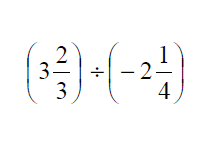 (3 2/3) ÷ (− 2 1/4)